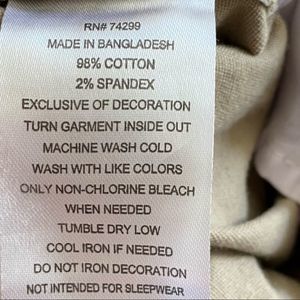 RN# 74299
MADE IN BANGLADESH
98% COTTON
2% SPANDEX
EXCLUSIVE OF DECORATION
TURN GARMENT INSIDE OUT
MACHINE WASH COLD
WASH WITH LIKE COLORS
ONLY NON-CHLORINE BLEACH
WHEN NEEDED
TUMBLE DRY LOW
COOL IRON IF NEEDED
DO NOT IRON DECORATION
NOT INTENDED FOR SLEEPWEAR